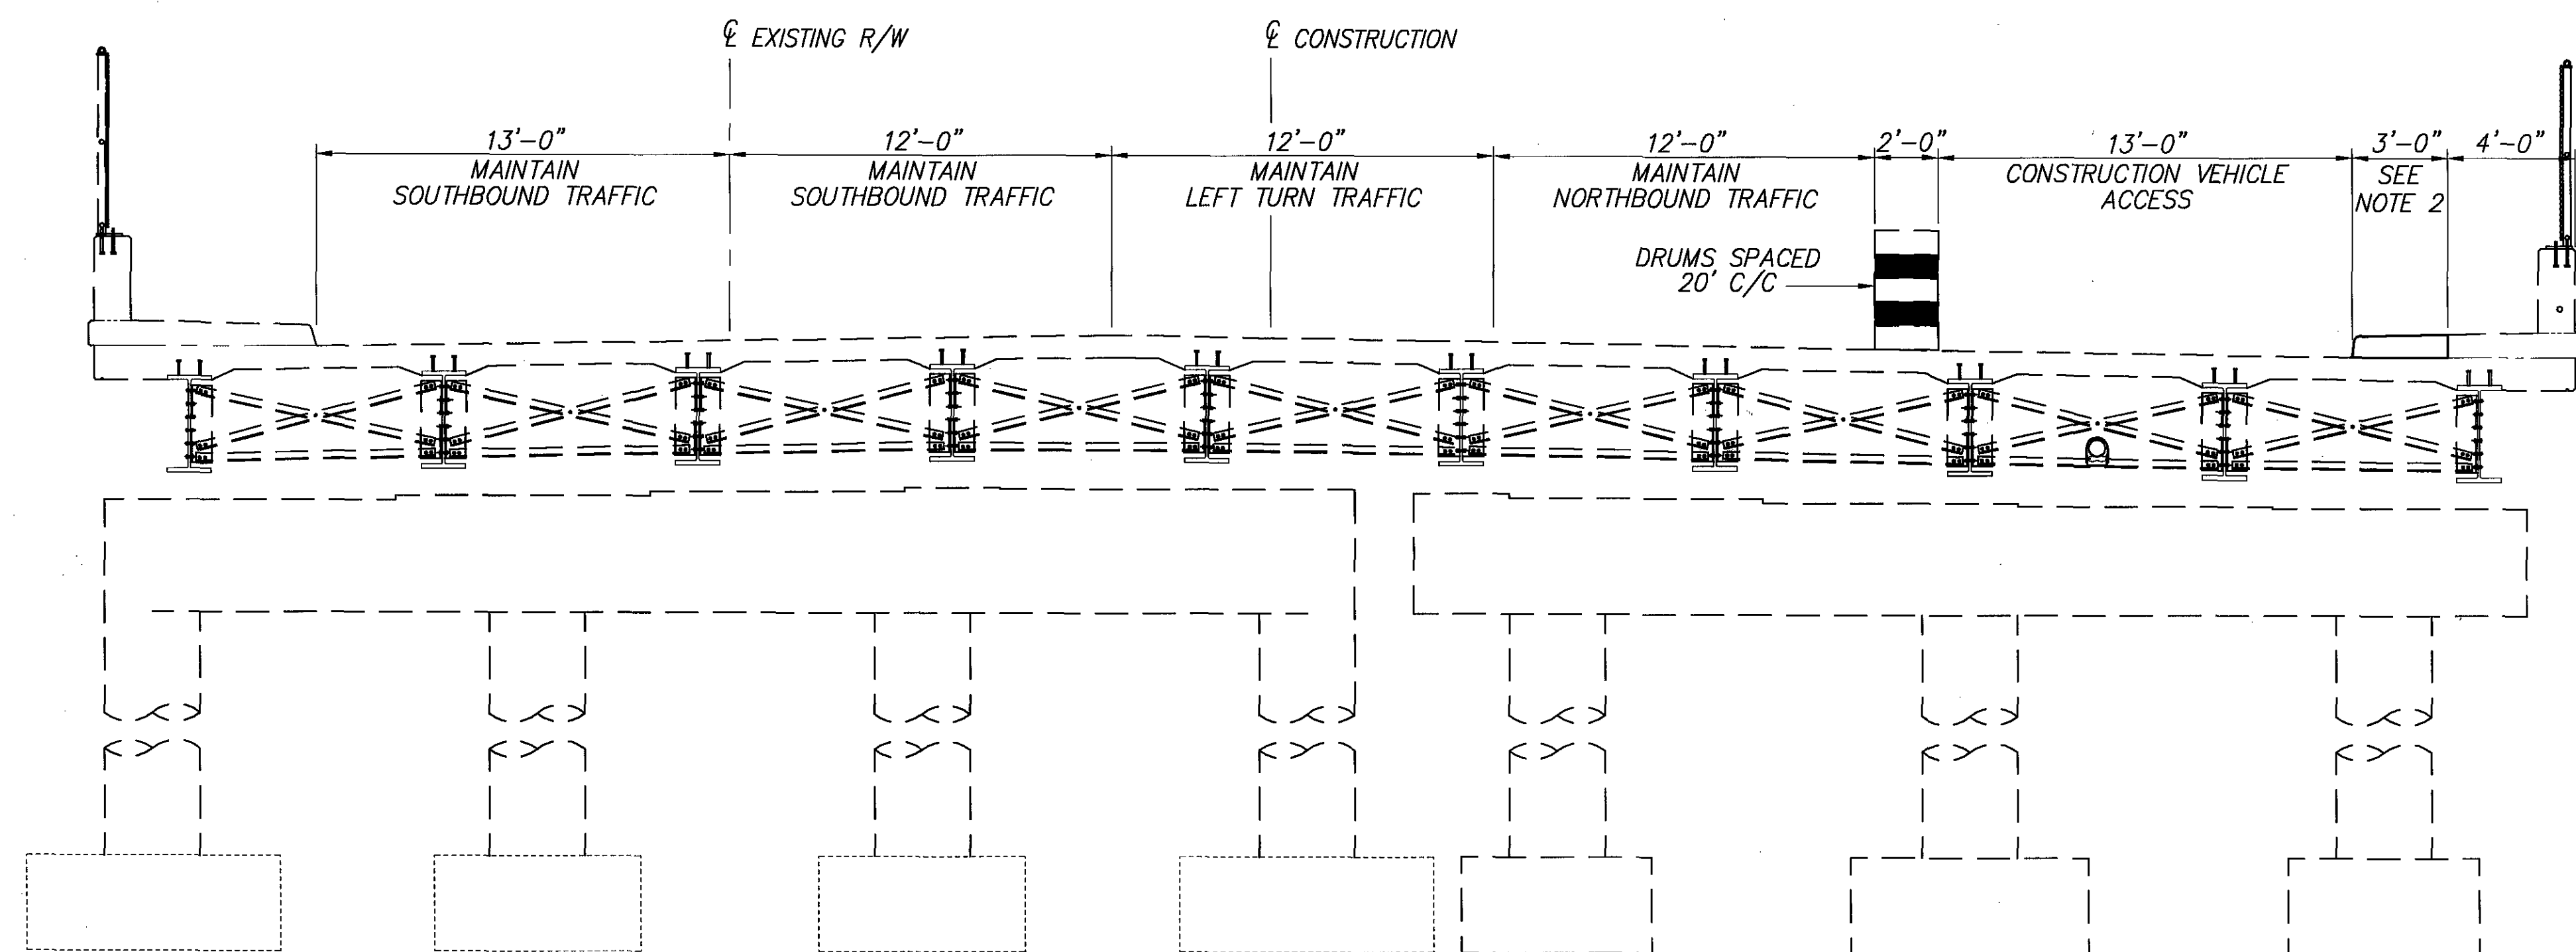 ℄ EXISTING R/W
℄ CONSTRUCTION
13'-0"
MAINTAIN
SOUTHBOUND TRAFFIC
12'-0"
MAINTAIN
SOUTHBOUND TRAFFIC
12'-0"
MAINTAIN
LEFT TURN TRAFFIC
12'-0"
MAINTAIN
NORTHBOUND TRAFFIC
2'-0"
13'-0"
CONSTRUCTION VEHICLE
ACCESS
3'-0"
SEE
NOTE 2
4'-0"
DRUMS SPACED
20' C/C